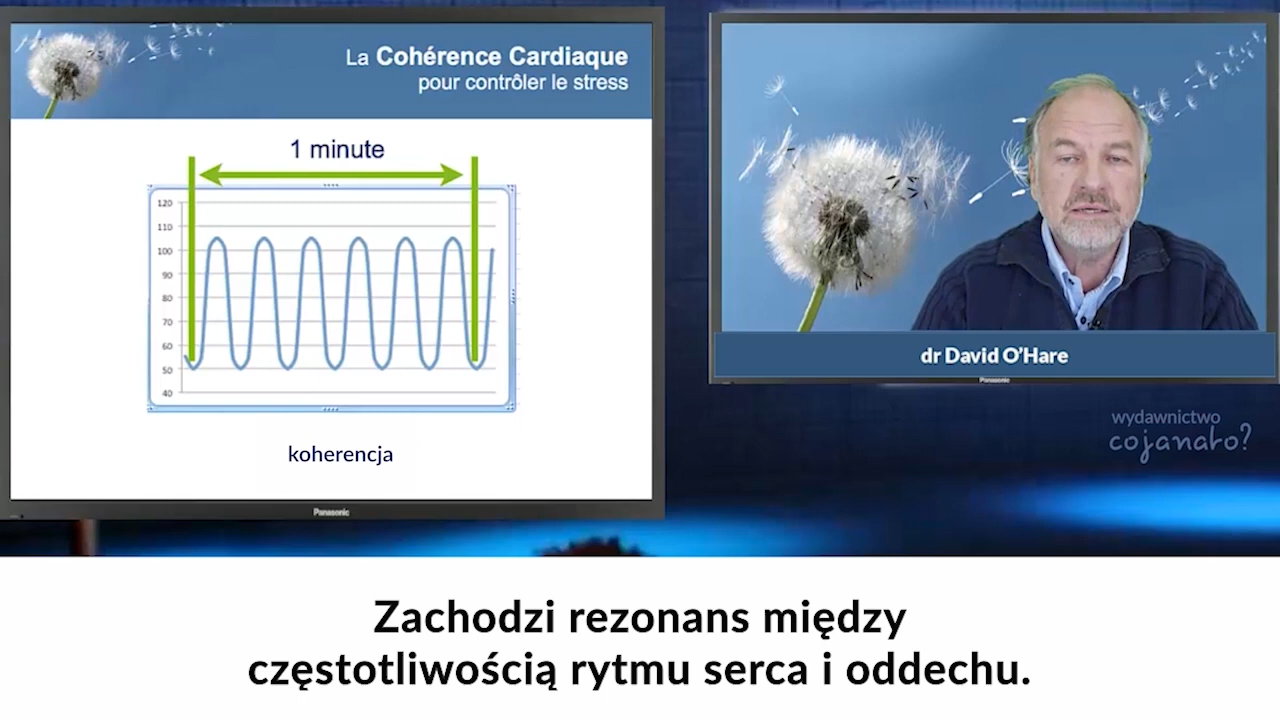 La Cohérence Cardiaque
pour contrôler le stress
1 minute
120
110
100
90
80
70
60
50
40
koherencja
Panasonic
dr David O'Hare
Panasonic
wydawnictwo
cojanato?
Zachodzi rezonans między
częstotliwością rytmu serca i oddechu.